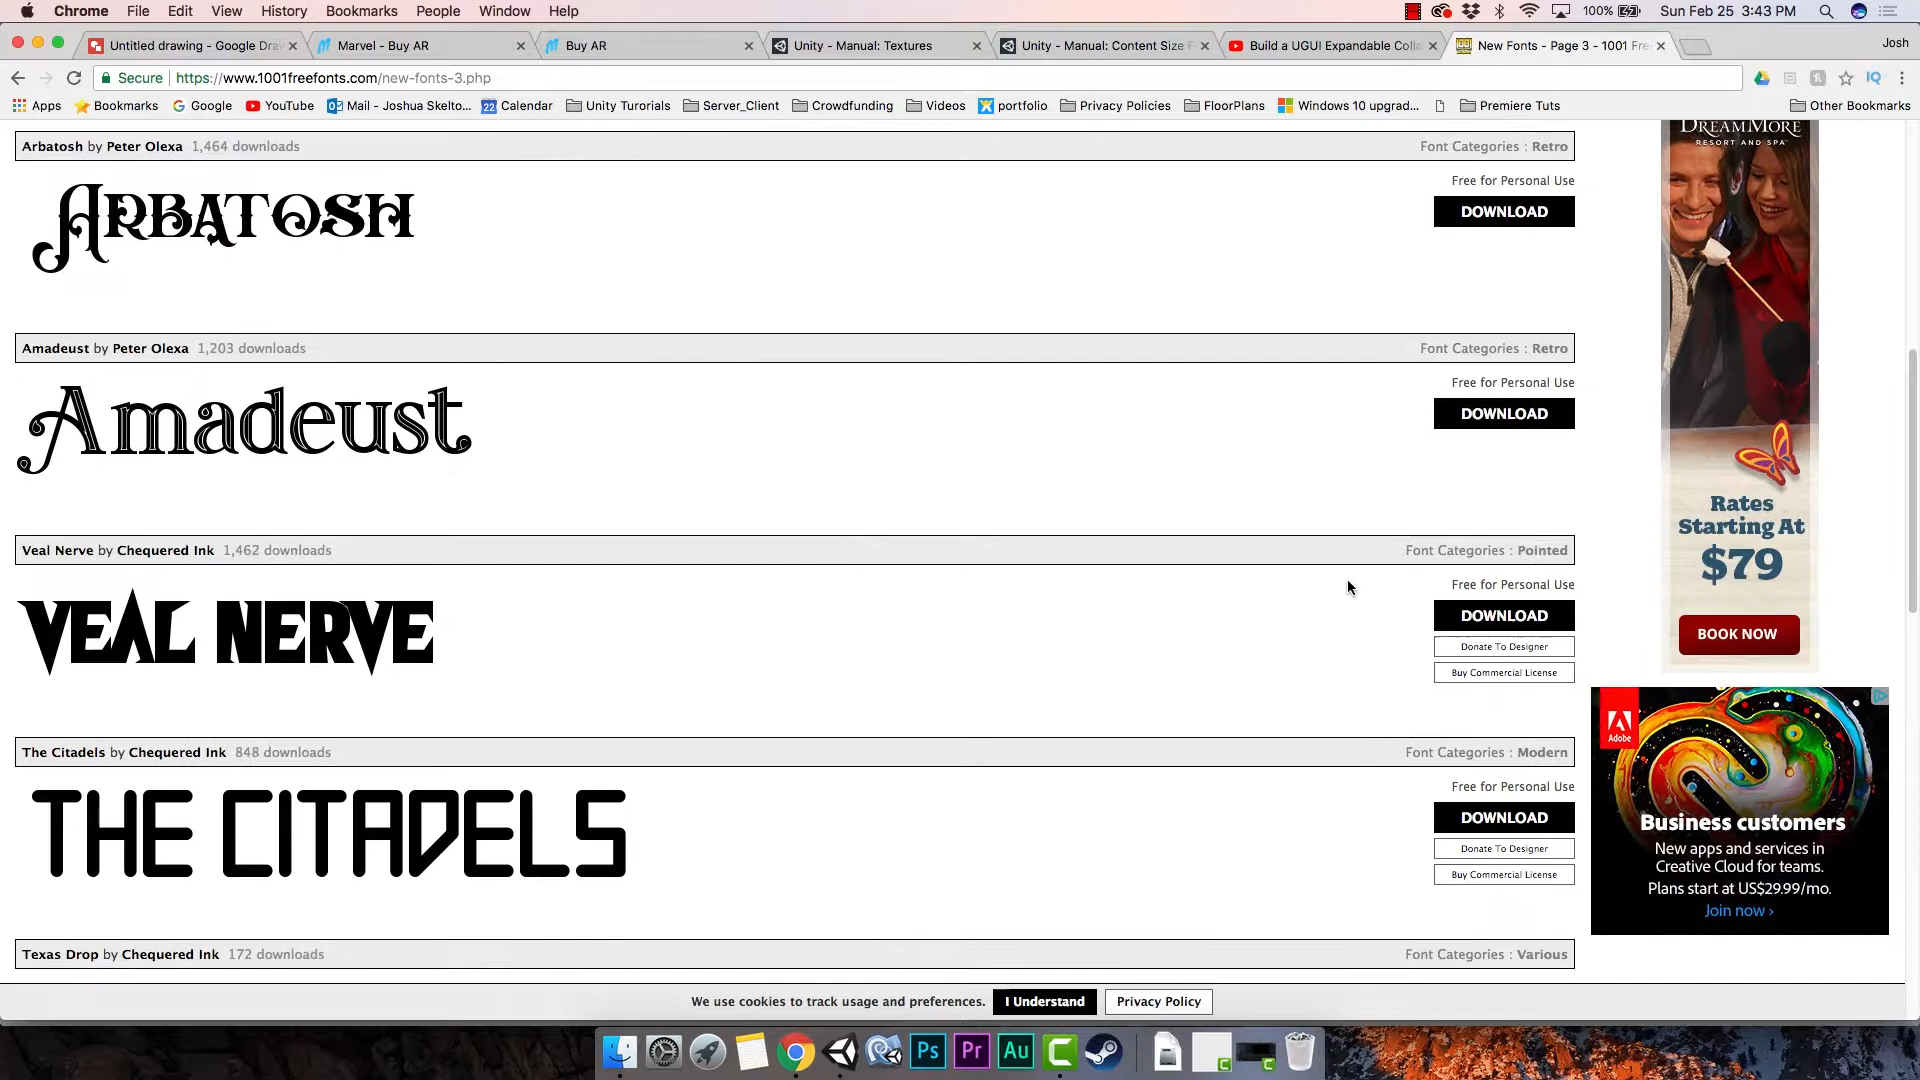 Chrome File Edit View History Bookmarks People Window Help 100% Sun Feb 25 3:43 PM
Untitled drawing - Google Dra Marvel - Buy AR Buy AR Unity - Manual: Textures Unity - Manual: Content Size F Build a UGUI Expandable Colla New Fonts - Page 3 - 1001 Fre Josh
Secure https://www.1001freefonts.com/new-fonts-3.php
Apps Bookmarks Google YouTube Mail - Joshua Skelto... 22 Calendar Unity Turorials Server_Client Crowdfunding Videos portfolio Privacy Policies FloorPlans Windows 10 upgrad... Premiere Tuts Other Bookmarks
Arbatosh by Peter Olexa 1,464 downloads Font Categories : Retro
Free for Personal Use
ARBATOSH
DOWNLOAD
Amadeust by Peter Olexa 1,203 downloads Font Categories : Retro
Free for Personal Use
Amadeust
DOWNLOAD
Veal Nerve by Chequered Ink 1,462 downloads Font Categories : Pointed
Free for Personal Use
VEAL NERVE
DOWNLOAD
Donate To Designer
Buy Commercial License
The Citadels by Chequered Ink 848 downloads Font Categories : Modern
Free for Personal Use
THE CITADELS
DOWNLOAD
Donate To Designer
Buy Commercial License
Texas Drop by Chequered Ink 172 downloads Font Categories : Various
DREAMMORE
RESORT AND SPA
Rates
Starting At
$79
BOOK NOW
Adobe
Business customers
New apps and services in
Creative Cloud for teams.
Plans start at US$29.99/mo.
Join now ›
We use cookies to track usage and preferences. I Understand Privacy Policy
Ps Pr Au